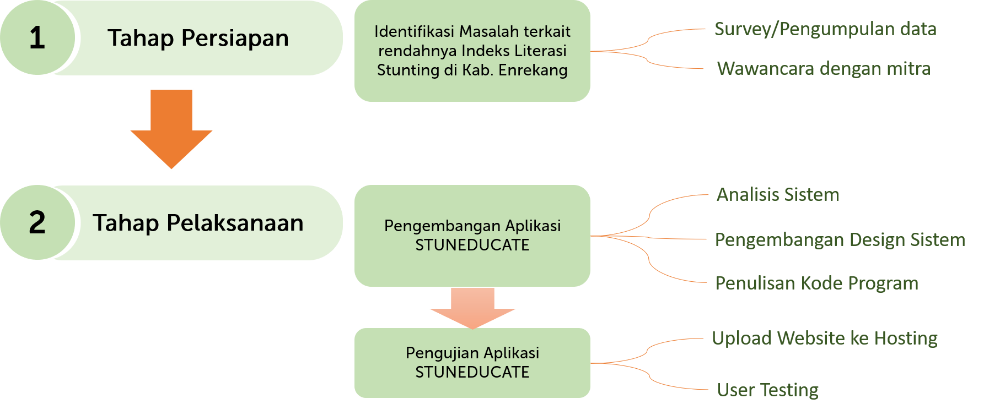 1
Tahap Persiapan
Identifikasi Masalah terkait
rendahnya Indeks Literasi
Stunting di Kab. Enrekang
Survey/Pengumpulan data
Wawancara dengan mitra
2
Tahap Pelaksanaan
Pengembangan Aplikasi
STUNEDUCATE
Analisis Sistem
Pengembangan Design Sistem
Penulisan Kode Program
Pengujian Aplikasi
STUNEDUCATE
Upload Website ke Hosting
User Testing